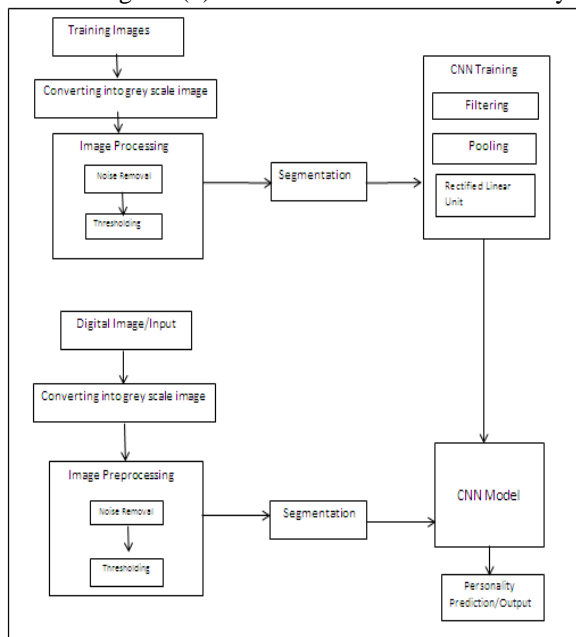 Training Images
Converting into grey scale image
Image Processing
Noise Removal
Thresholding
Segmentation
CNN Training
Filtering
Pooling
Rectified Linear
Unit
Digital Image/Input
Converting into grey scale image
Image Preprocessing
Noise Removal
Thresholding
Segmentation
CNN Model
Personality
Prediction/Output